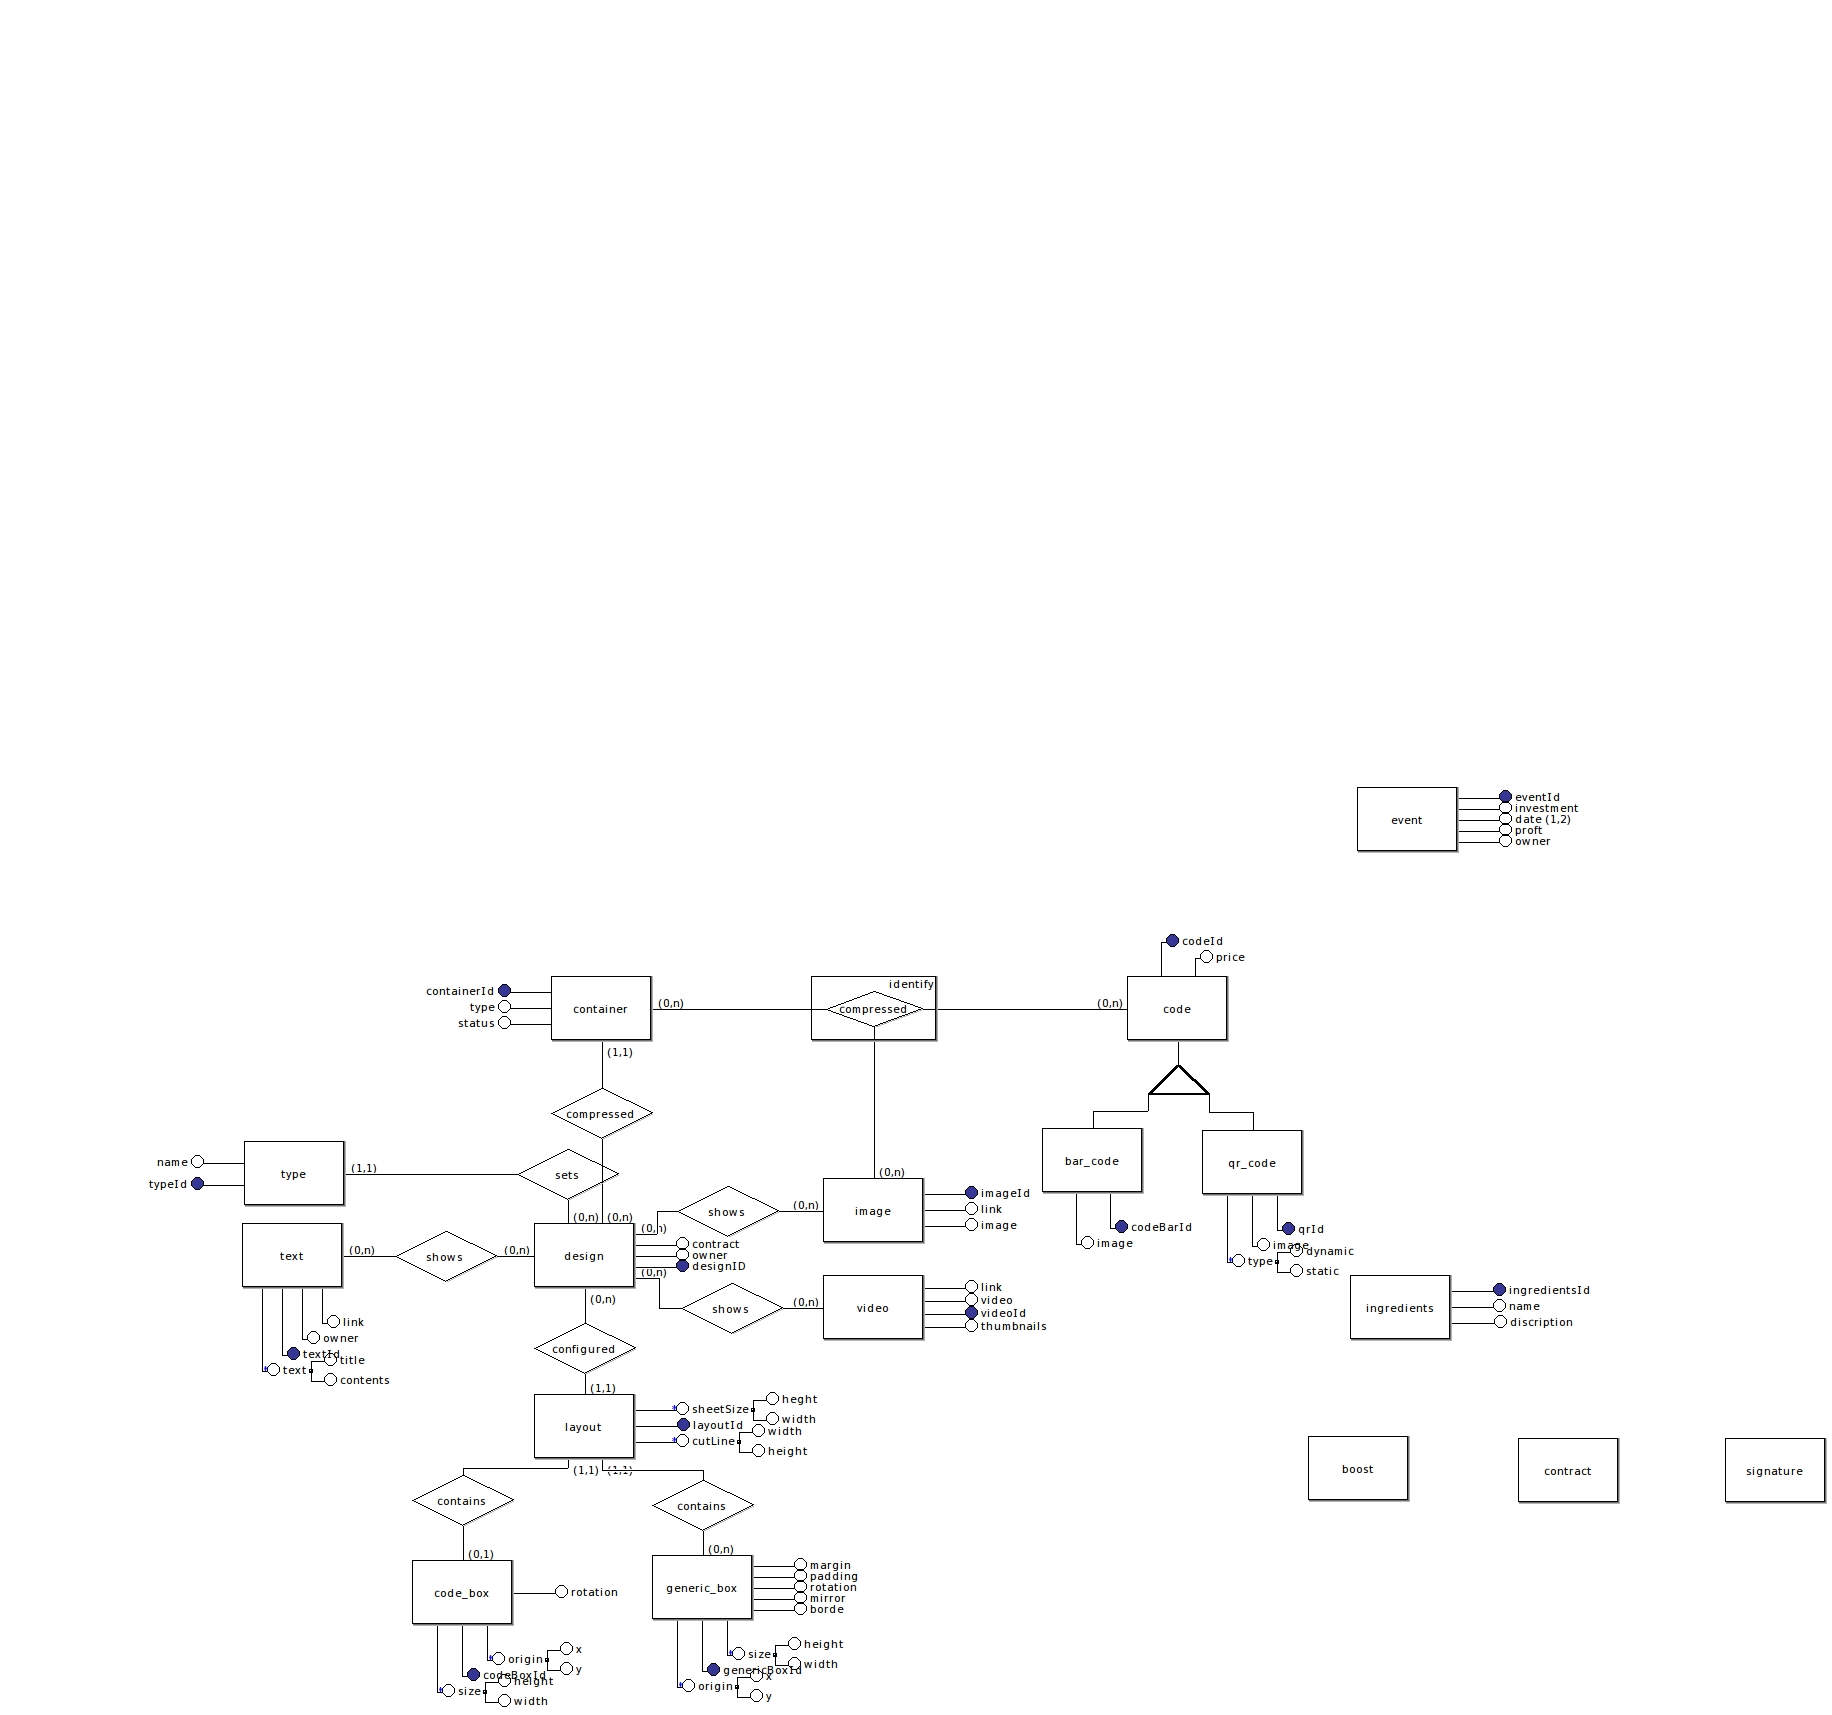 eventId
investment
event
date (1,2)
proft
owner
codeId
price
identify
containerId
type
status
container
(0,n)
compressed
(0,n)
code
(1,1)
compressed
name
typeId
type
(1,1)
sets
(0,n)
(0,n)
bar_code
qr_code
(0,n)
shows
(0,n)
image
imageId
link
image
codeBarId
image
qrId
image
type
dynamic
static
text
(0,n)
shows
(0,n)
design
(0,n)
contract
owner
designID
(0,n)
shows
(0,n)
video
link
video
videoId
thumbnails
ingredients
ingredientsId
name
discription
link
owner
textId
text
title
contents
(0,n)
configured
(1,1)
layout
sheetSize
heght
width
layoutId
cutLine
width
height
boost
contract
signature
(1,1)
(1,1)
contains
contains
(0,1)
(0,n)
code_box
rotation
generic_box
margin
padding
rotation
mirror
borde
origin
x
y
codeBoxId
size
height
width
size
height
width
genericBoxId
origin
x
y